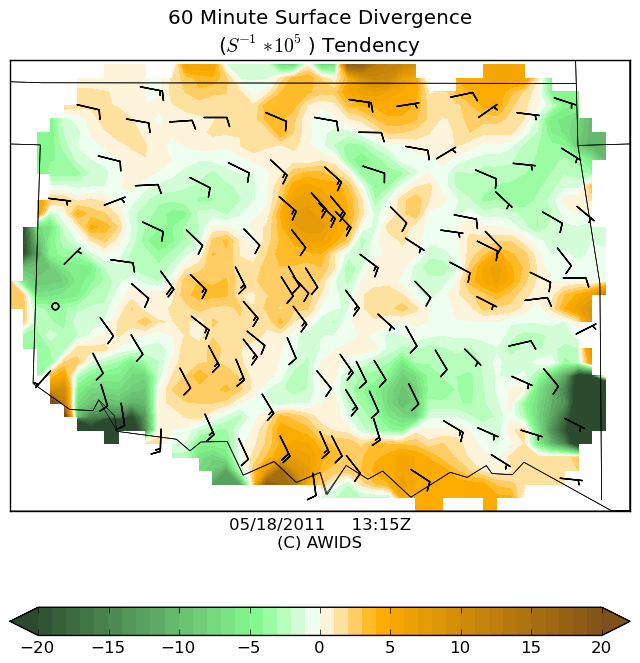 60 Minute Surface Divergence
(S⁻¹ * 10⁵ ) Tendency
05/18/2011 13:15Z
(C) AWIDS
−20 −15 −10 −5 0 5 10 15 20